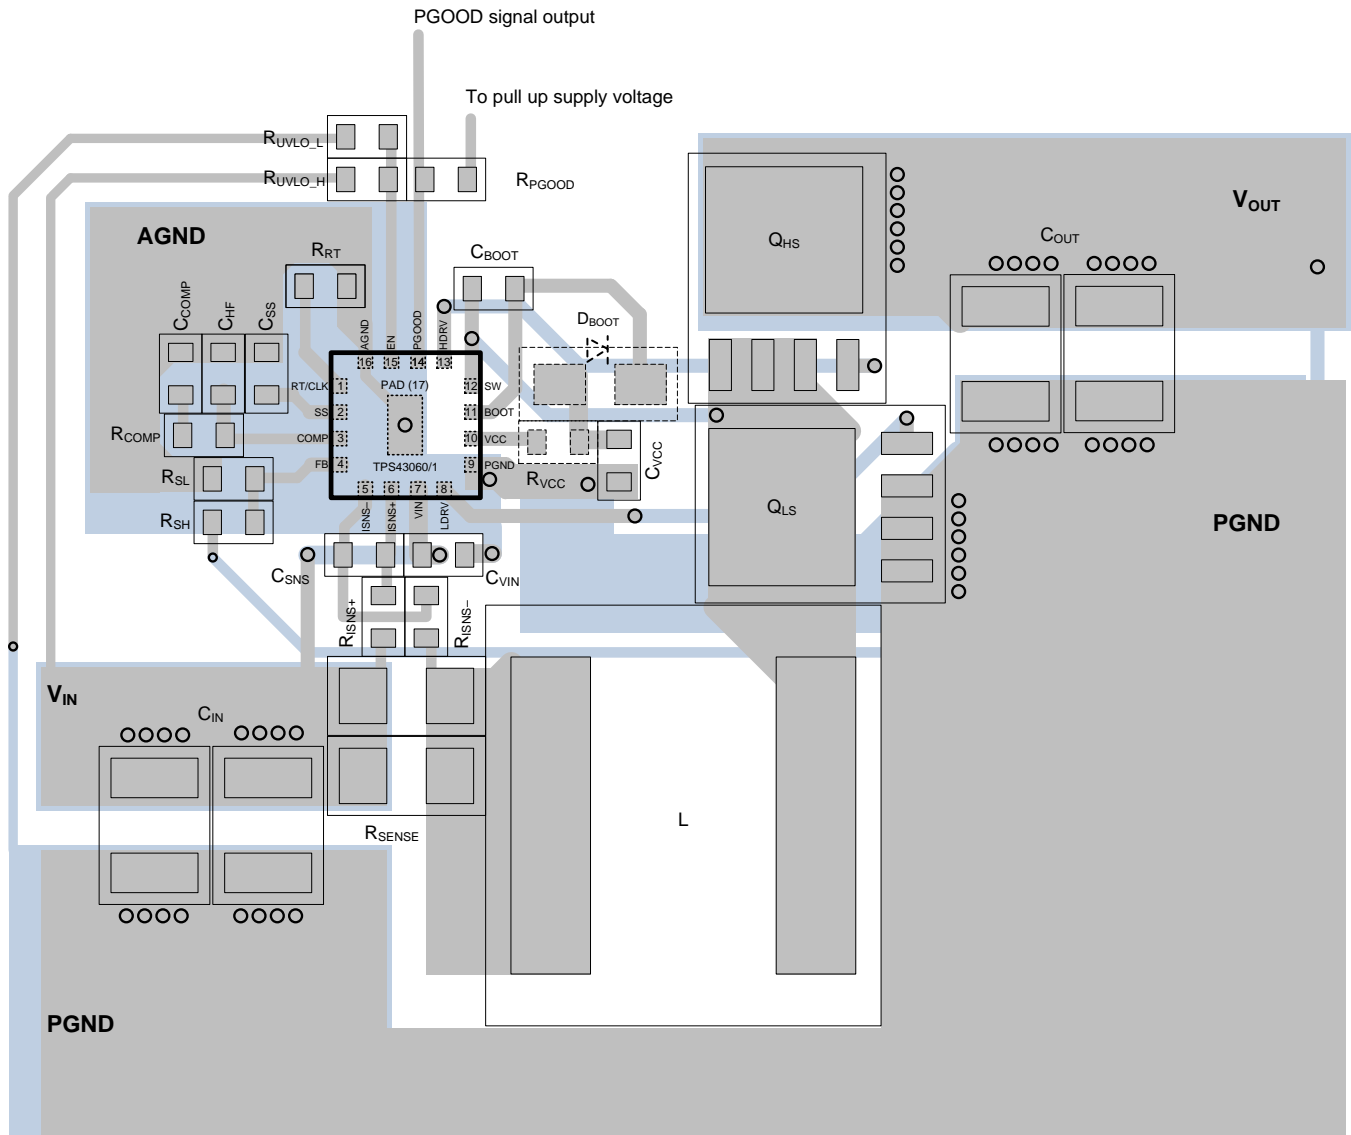 PGOOD signal output
To pull up supply voltage
RUVLO_L
RUVLO_H
RPGOOD
VOUT
AGND
QHS
COUT
RRT
CBOOT
CCOMP
CHF
CSS
DBOOT
AGND
EN
PGOOD
HDRV
16
15
14
13
RT/CLK
1
PAD (17)
12
SW
SS
2
11
BOOT
RCOMP
COMP
3
10
VCC
FB
4
TPS43060/1
9
PGND
RSL
RVCC
CVCC
5
6
7
8
ISNS–
ISNS+
VIN
LDRV
RSH
QLS
PGND
CSNS
CVIN
RISNS+
RISNS–
VIN
CIN
RSENSE
L
PGND